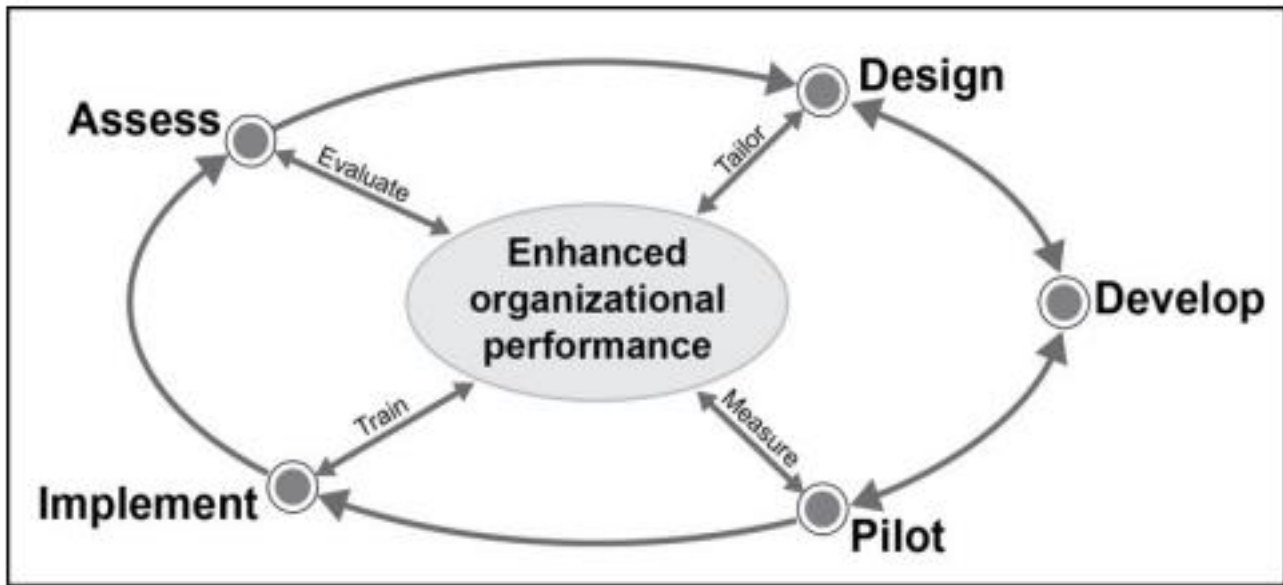 Design
Assess
Evaluate
Tailor
Enhanced
organizational
performance
Develop
Train
Measure
Implement
Pilot